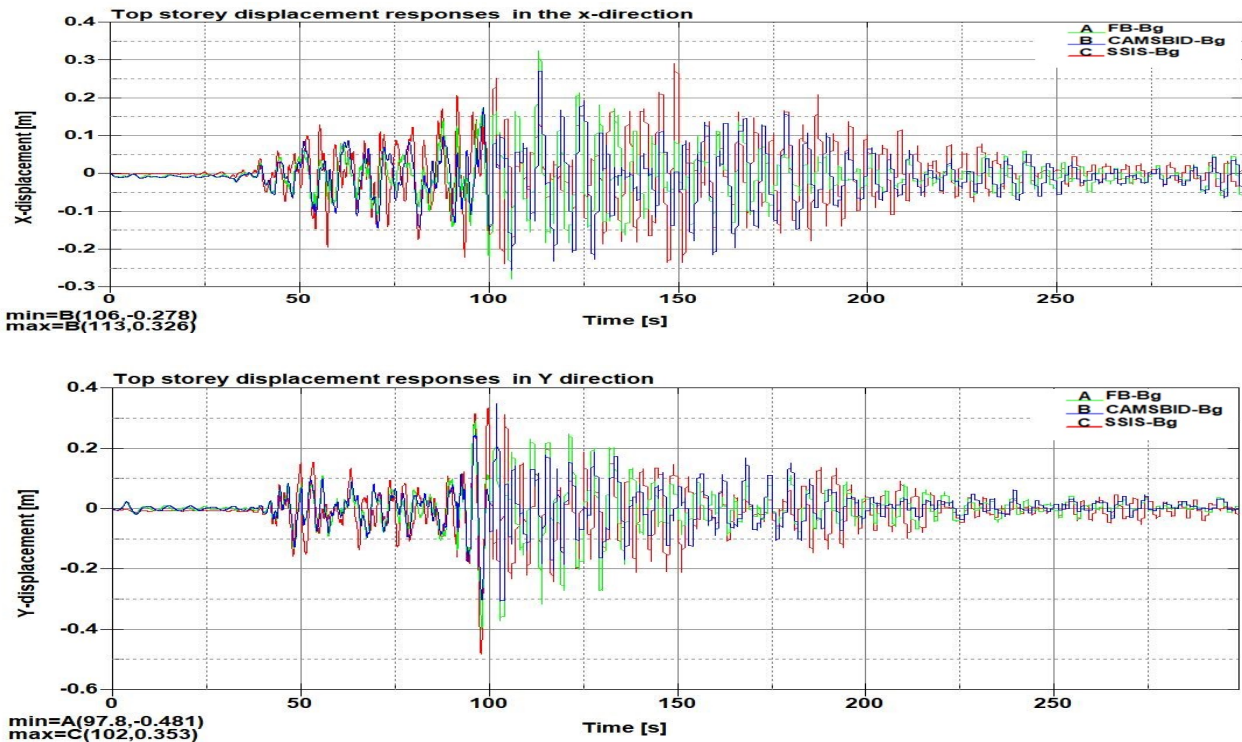 Top storey displacement responses in the x-direction
0.4
A FB-Bg
B CAMSBID-Bg
C SSIS-Bg
0.3
0.2
0.1
0
-0.1
-0.2
-0.3
X-displacement [m]
0 50 100 150 200 250
min=B(106,-0.278)
max=B(113,0.326)
Time [s]
Top storey displacement responses in Y direction
0.4
A FB-Bg
B CAMSBID-Bg
C SSIS-Bg
0.2
0
-0.2
-0.4
-0.6
Y-displacement [m]
0 50 100 150 200 250
min=A(97.8,-0.481)
max=C(102,0.353)
Time [s]